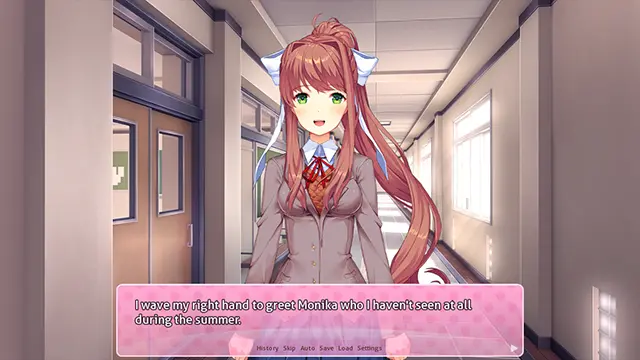 I wave my right hand to greet Monika who I haven't seen at all
during the summer.
History Skip Auto Save Load Settings